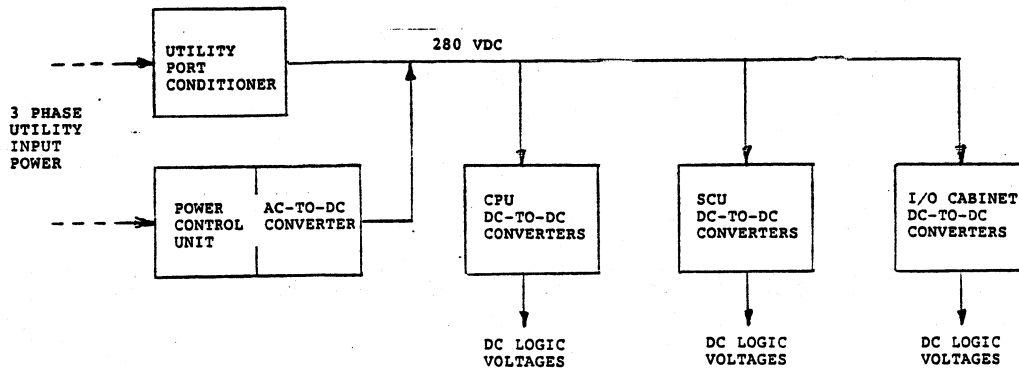 280 VDC
UTILITY
PORT
CONDITIONER
3 PHASE
UTILITY
INPUT
POWER
POWER
CONTROL
UNIT
AC-TO-DC
CONVERTER
CPU
DC-TO-DC
CONVERTERS
SCU
DC-TO-DC
CONVERTERS
I/O CABINET
DC-TO-DC
CONVERTERS
DC LOGIC
VOLTAGES
DC LOGIC
VOLTAGES
DC LOGIC
VOLTAGES